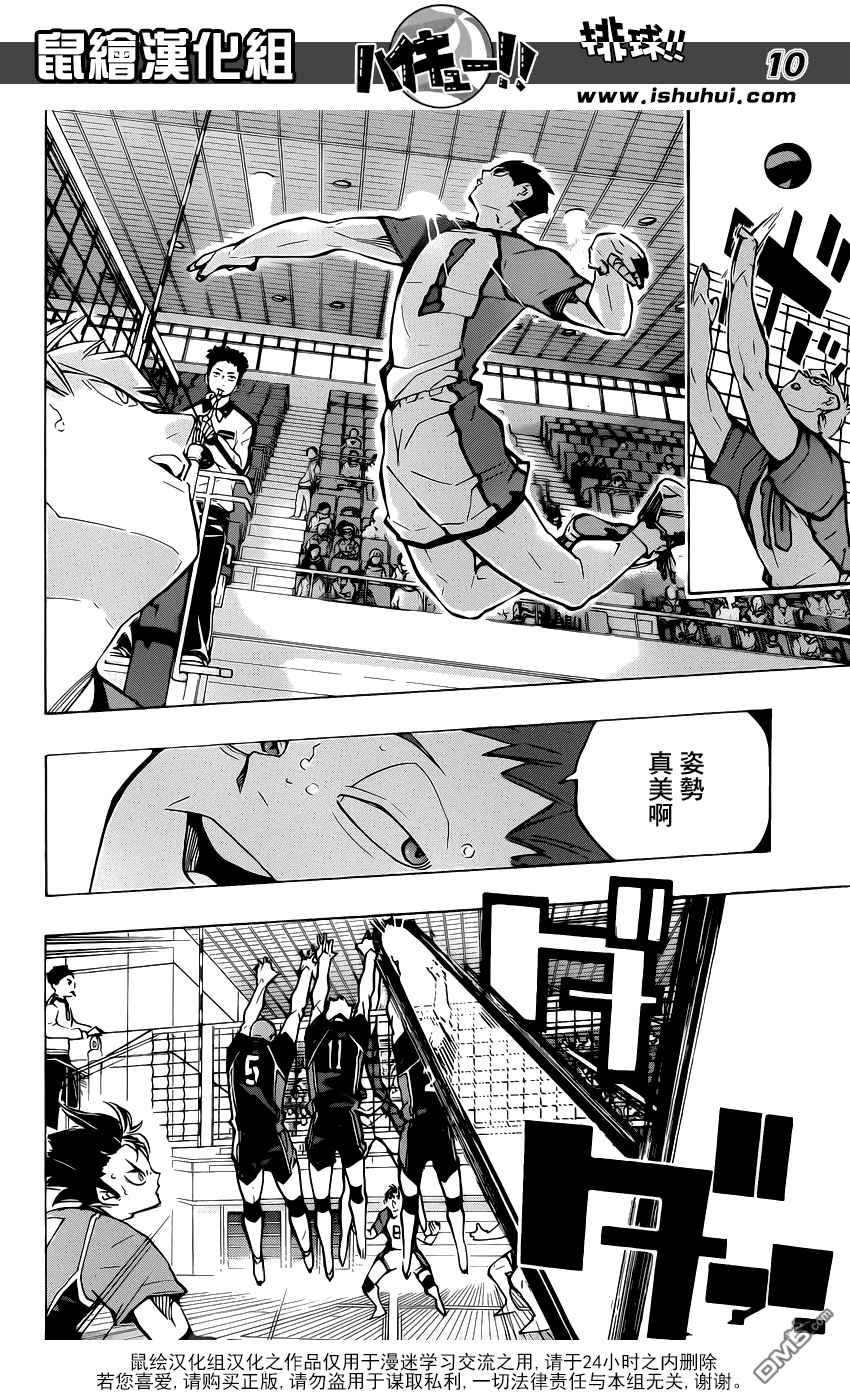 鼠繪漢化組
ハイキュー!!
排球!!
10
www.ishuhui.com
姿勢
真美啊
5
11
8
鼠绘汉化组汉化之作品仅用于漫迷学习交流之用, 请于24小时之内删除
若您喜爱, 请购买正版, 请勿盗用于谋取私利, 一切法律责任与本组无关, 谢谢。